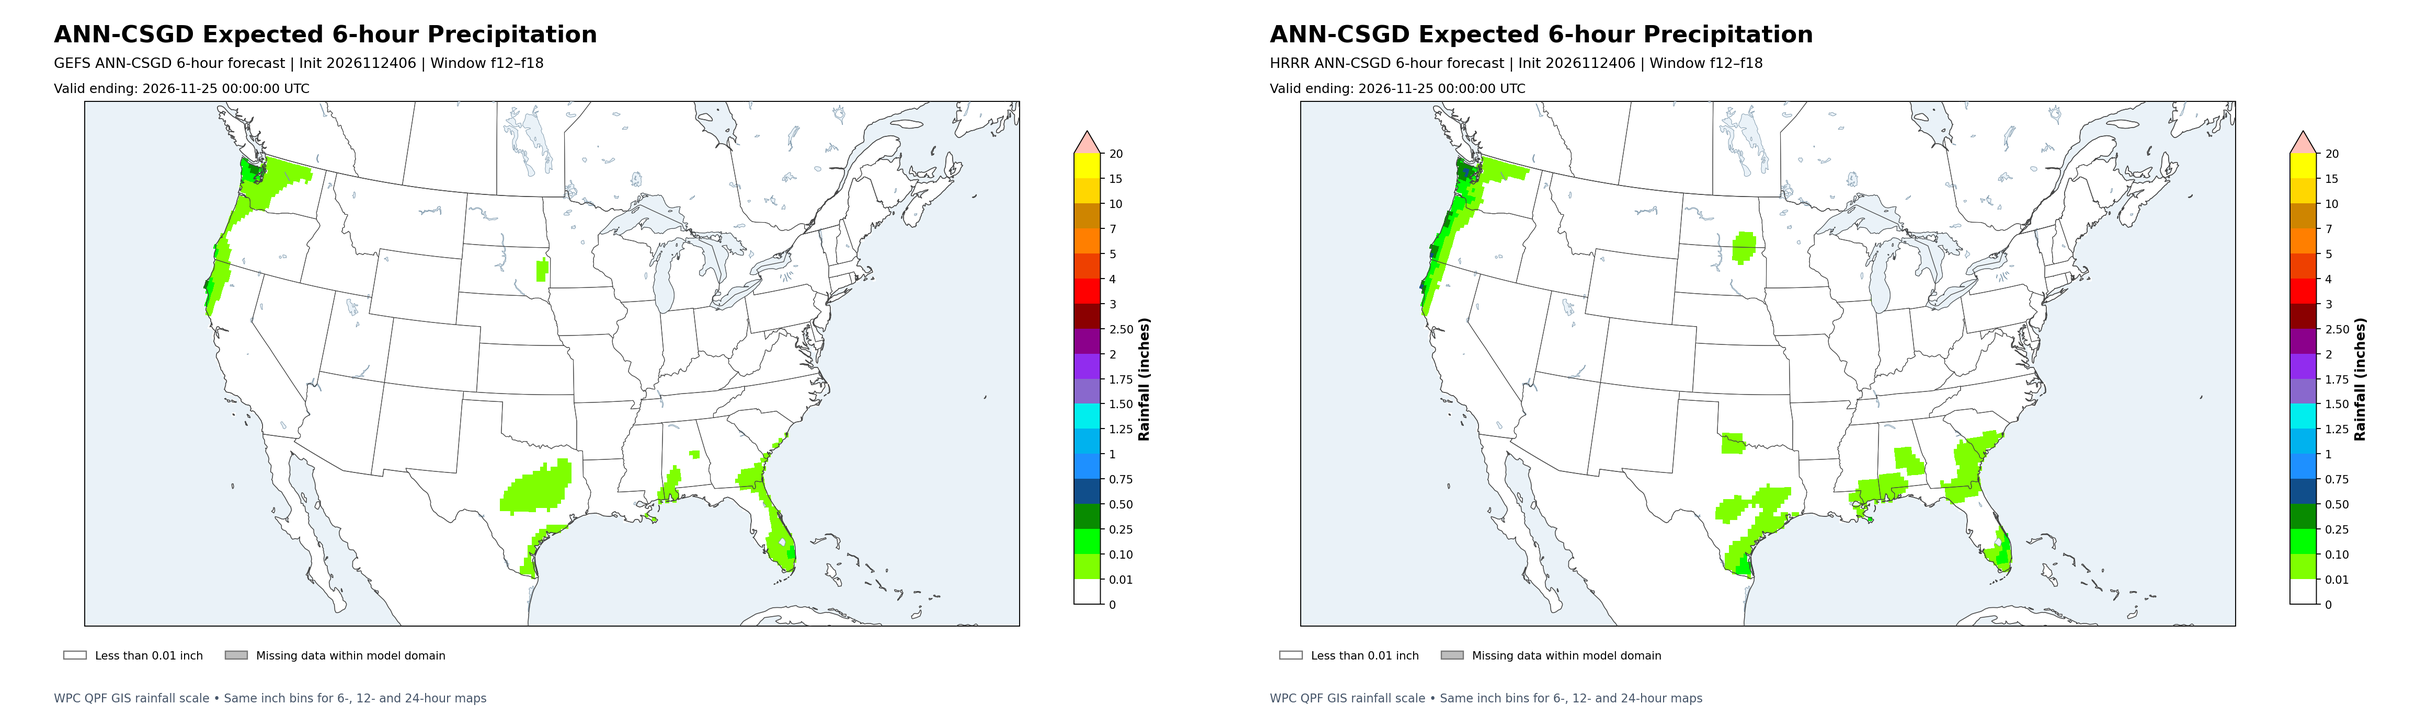 ANN-CSGD Expected 6-hour Precipitation
GEFS ANN-CSGD 6-hour forecast | Init 2026112406 | Window f12–f18
Valid ending: 2026-11-25 00:00:00 UTC
20
15
10
7
5
4
3
2.50
2
1.75
1.50
1.25
1
0.75
0.50
0.25
0.10
0.01
0
Rainfall (inches)
Less than 0.01 inch
Missing data within model domain
WPC QPF GIS rainfall scale • Same inch bins for 6-, 12- and 24-hour maps
ANN-CSGD Expected 6-hour Precipitation
HRRR ANN-CSGD 6-hour forecast | Init 2026112406 | Window f12–f18
Valid ending: 2026-11-25 00:00:00 UTC
20
15
10
7
5
4
3
2.50
2
1.75
1.50
1.25
1
0.75
0.50
0.25
0.10
0.01
0
Rainfall (inches)
Less than 0.01 inch
Missing data within model domain
WPC QPF GIS rainfall scale • Same inch bins for 6-, 12- and 24-hour maps